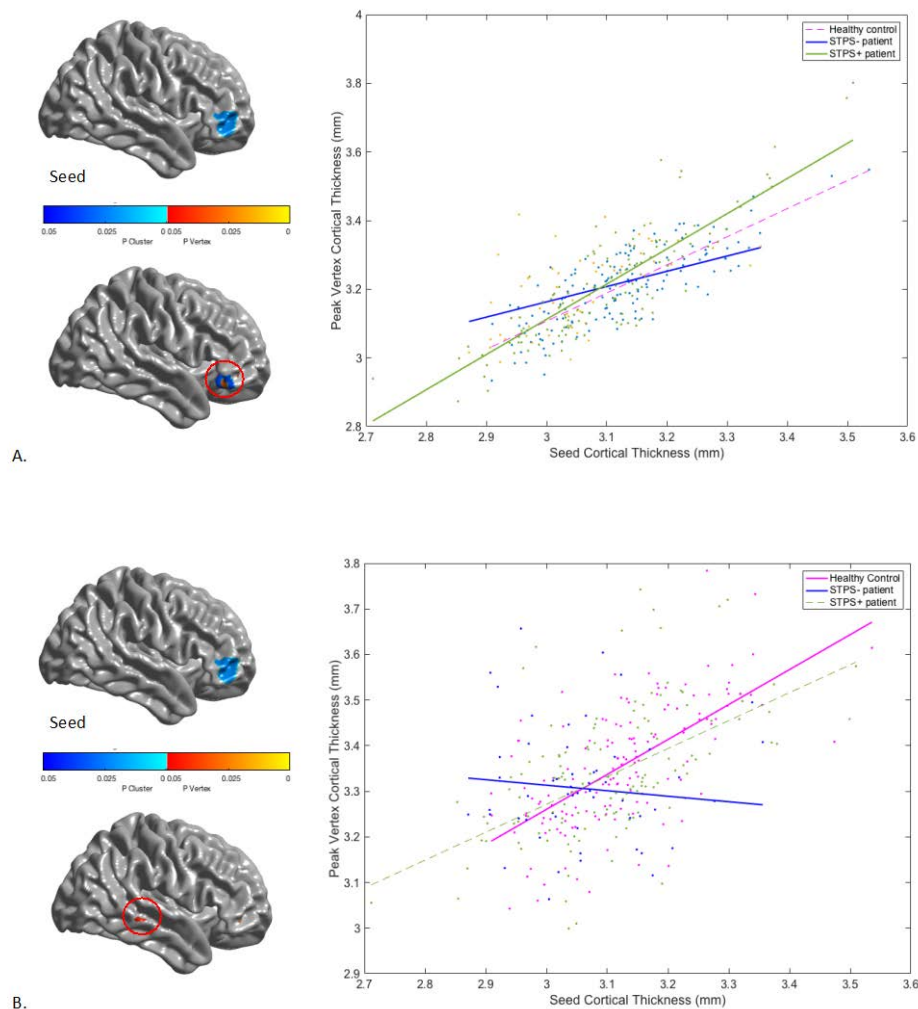 4
Healthy control
STPS- patient
STPS+ patient
3.8
3.6
3.4
3.2
3
2.8
Peak Vertex Cortical Thickness (mm)
2.7 2.8 2.9 3 3.1 3.2 3.3 3.4 3.5 3.6
Seed Cortical Thickness (mm)
Seed
0.05 0.025 0 0.05 0.025 0
P Cluster P Vertex
A.
3.8
Healthy Control
STPS- patient
STPS+ patient
3.7
3.6
3.5
3.4
3.3
3.2
3.1
3
2.9
Peak Vertex Cortical Thickness (mm)
2.7 2.8 2.9 3 3.1 3.2 3.3 3.4 3.5 3.6
Seed Cortical Thickness (mm)
Seed
0.05 0.025 0 0.05 0.025 0
P Cluster P Vertex
B.